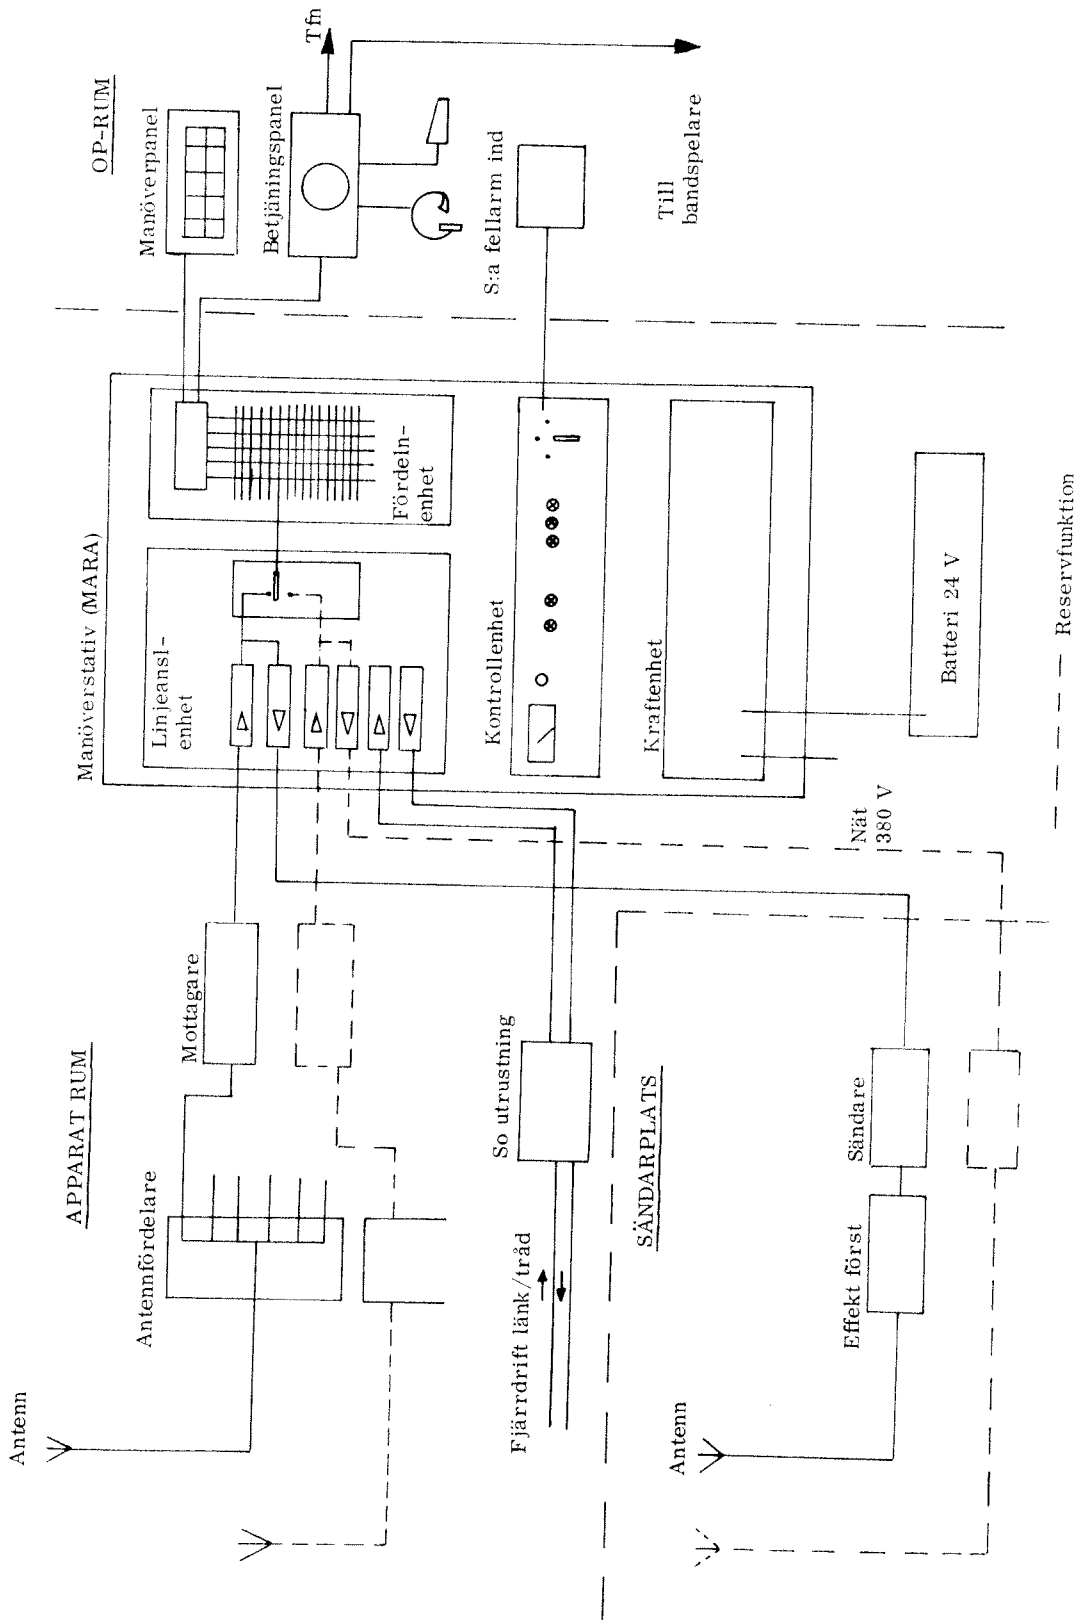 APPARAT RUM
OP-RUM
Antenn
Antennfördelare
Mottagare
Manöverstativ (MARA)
Linjeansl-
enhet
Fördeln-
enhet
Manöverpanel
Betjäningspanel
Tfn
S:a fellarm ind
Till
bandspelare
Fjärrdrift länk/tråd
So utrustning
Kontrollenhet
Kraftenhet
Nät
380 V
Batteri 24 V
SÄNDARPLATS
Antenn
Effekt först
Sändare
Reservfunktion